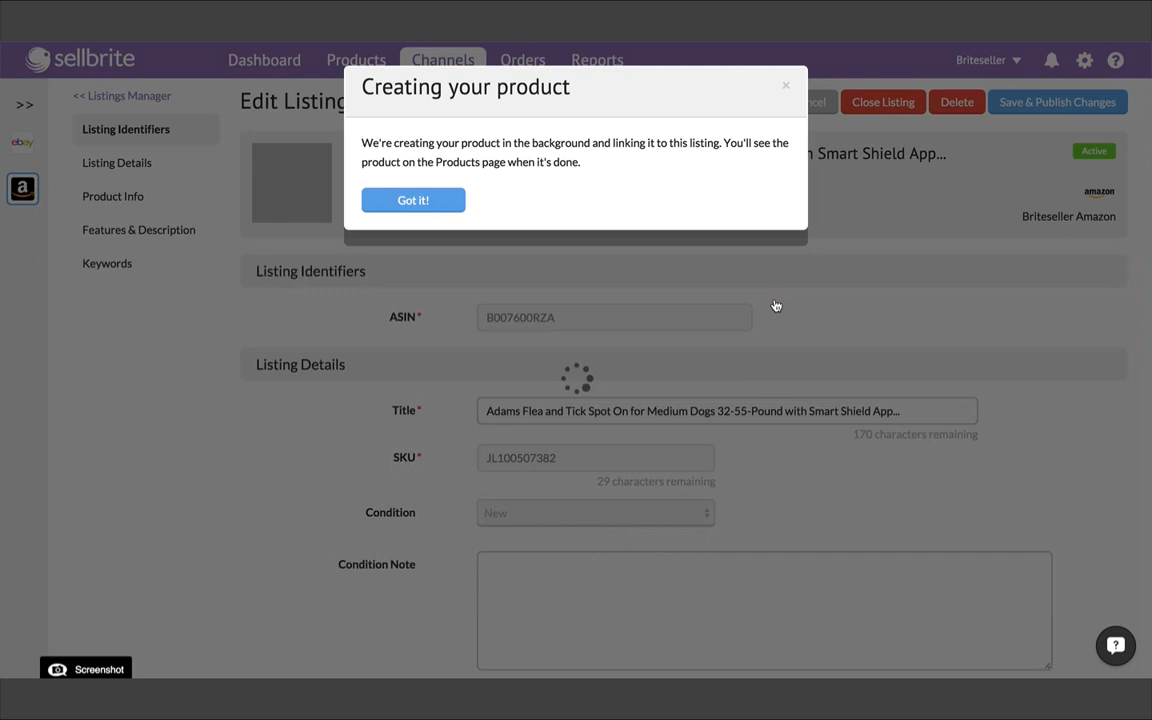 sellbrite
Dashboard Products Channels Orders Reports
Briteseller
>>
<< Listings Manager
Edit Listing
Close Listing
Delete
Save & Publish Changes
Creating your product
×
We're creating your product in the background and linking it to this listing. You'll see the
product on the Products page when it's done.
Got it!
ebay
a
Listing Identifiers
Listing Details
Product Info
Features & Description
Keywords
Smart Shield App...
Active
amazon
Briteseller Amazon
Listing Identifiers
ASIN*
B007600RZA
Listing Details
Title*
Adams Flea and Tick Spot On for Medium Dogs 32-55-Pound with Smart Shield App...
170 characters remaining
SKU*
JL100507382
29 characters remaining
Condition
New
Condition Note
Screenshot